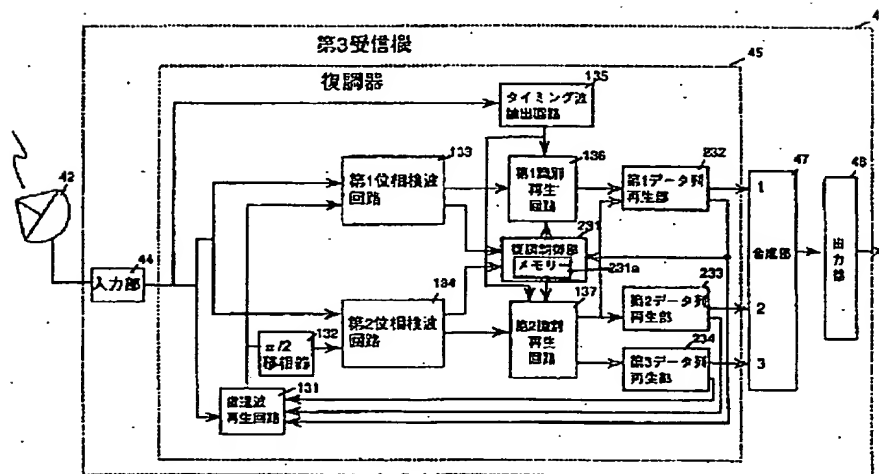 4
第3受信機
45
復調器
135
タイミング波
抽出回路
42
133
第1位相検波
回路
136
第1識別
再生
回路
232
第1データ列
再生部
47
1
合成部
2
3
48
出力部
231
復調制御部
メモリー
231a
44
入力部
134
第2位相検波
回路
132
π/2
移相器
137
第2識別
再生
回路
233
第2データ列
再生部
234
第3データ列
再生部
131
搬送波
再生回路